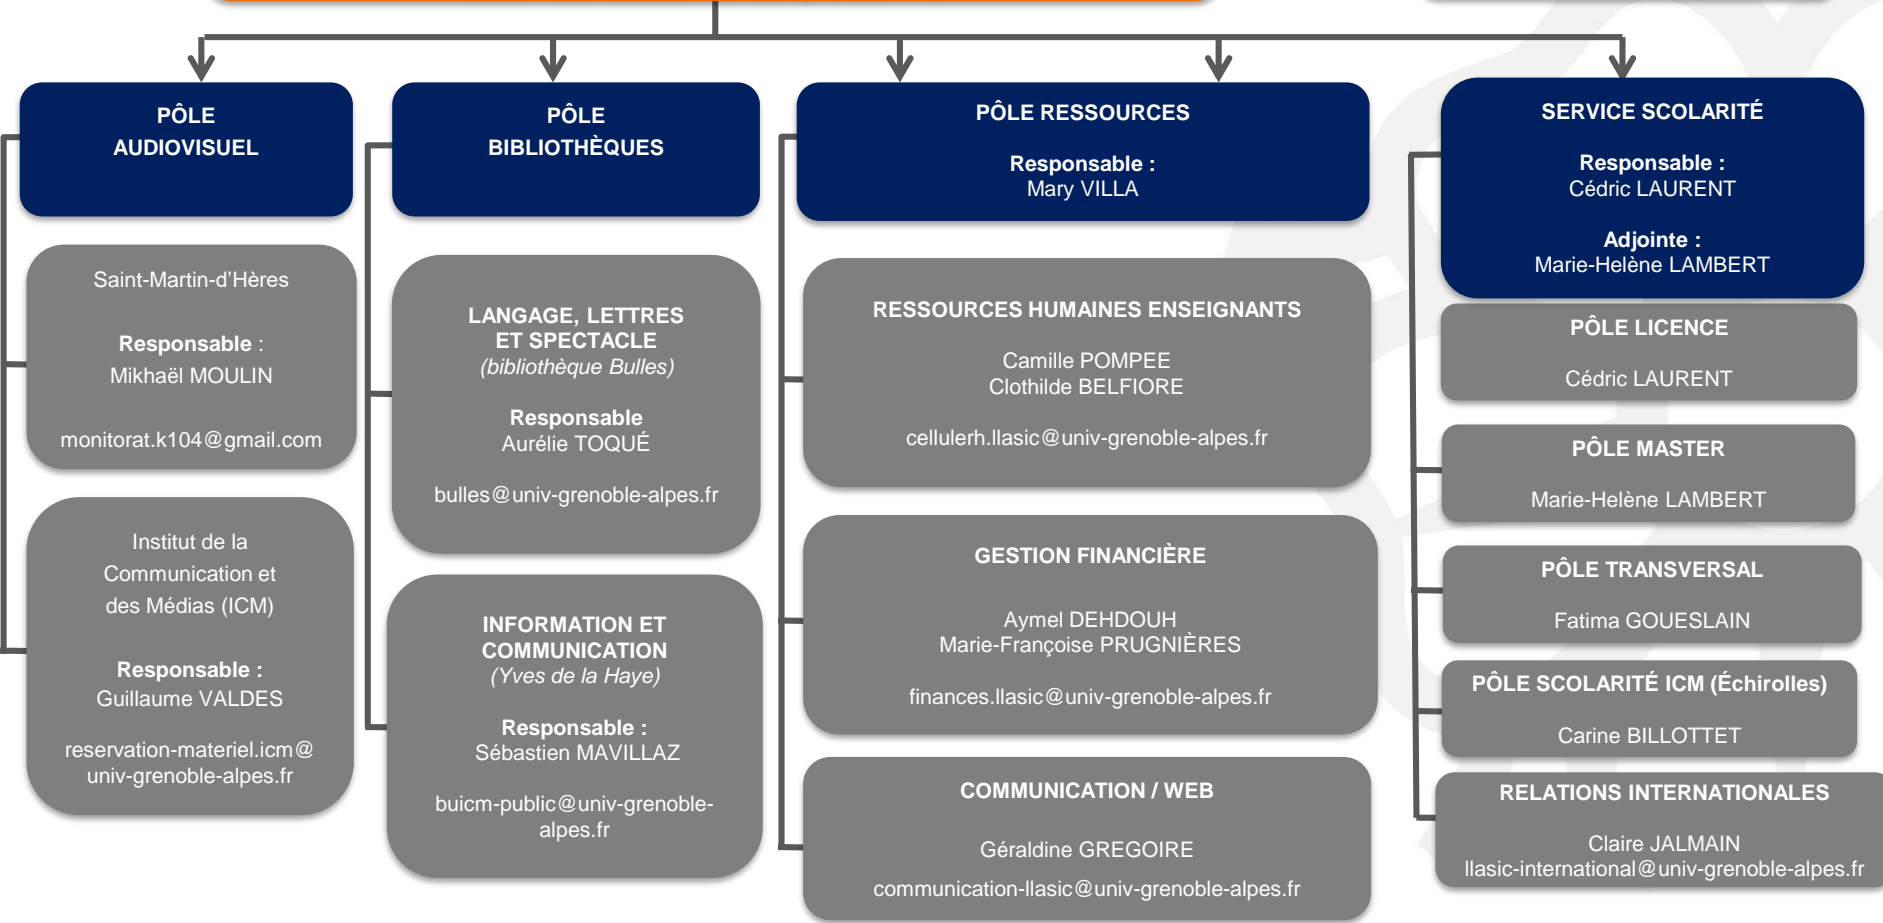 PÔLE
AUDIOVISUEL
Saint-Martin-d’Hères
Responsable :
Mikhaël MOULIN
monitorat.k104@gmail.com
Institut de la
Communication et
des Médias (ICM)
Responsable :
Guillaume VALDES
reservation-materiel.icm@
univ-grenoble-alpes.fr
PÔLE
BIBLIOTHÈQUES
LANGAGE, LETTRES
ET SPECTACLE
(bibliothèque Bulles)
Responsable
Aurélie TOQUÉ
bulles@univ-grenoble-alpes.fr
INFORMATION ET
COMMUNICATION
(Yves de la Haye)
Responsable :
Sébastien MAVILLAZ
buicm-public@univ-grenoble-
alpes.fr
PÔLE RESSOURCES
Responsable :
Mary VILLA
RESSOURCES HUMAINES ENSEIGNANTS
Camille POMPEE
Clothilde BELFIORE
cellulerh.llasic@univ-grenoble-alpes.fr
GESTION FINANCIÈRE
Aymel DEHDOUH
Marie-Françoise PRUGNIÈRES
finances.llasic@univ-grenoble-alpes.fr
COMMUNICATION / WEB
Géraldine GREGOIRE
communication-llasic@univ-grenoble-alpes.fr
SERVICE SCOLARITÉ
Responsable :
Cédric LAURENT
Adjointe :
Marie-Helène LAMBERT
PÔLE LICENCE
Cédric LAURENT
PÔLE MASTER
Marie-Helène LAMBERT
PÔLE TRANSVERSAL
Fatima GOUESLAIN
PÔLE SCOLARITÉ ICM (Échirolles)
Carine BILLOTTET
RELATIONS INTERNATIONALES
Claire JALMAIN
llasic-international@univ-grenoble-alpes.fr